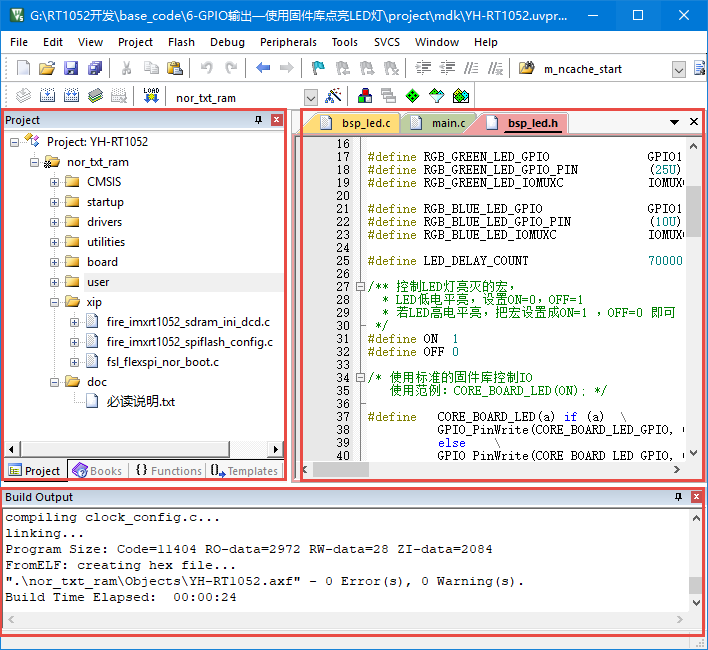 G:\RT1052开发\base_code\6-GPIO输出—使用固件库点亮LED灯\project\mdk\YH-RT1052.uvpr...
File Edit View Project Flash Debug Peripherals Tools SVCS Window Help
m_ncache_start
LOAD nor_txt_ram
Project
Project: YH-RT1052
nor_txt_ram
CMSIS
startup
drivers
utilities
board
user
xip
fire_imxrt1052_sdram_ini_dcd.c
fire_imxrt1052_spiflash_config.c
fsl_flexspi_nor_boot.c
doc
必读说明.txt
Project Books {} Functions Templates
bsp_led.c main.c bsp_led.h
16
17 #define RGB_GREEN_LED_GPIO GPIO1
18 #define RGB_GREEN_LED_GPIO_PIN (25U)
19 #define RGB_GREEN_LED_IOMUXC IOMUX
20
21 #define RGB_BLUE_LED_GPIO GPIO1
22 #define RGB_BLUE_LED_GPIO_PIN (10U)
23 #define RGB_BLUE_LED_IOMUXC IOMUX
24
25 #define LED_DELAY_COUNT 70000
26
27 /** 控制LED灯亮灭的宏，
28 * LED低电平亮，设置ON=0，OFF=1
29 * 若LED高电平亮，把宏设置成ON=1 ，OFF=0 即可
30 */
31 #define ON 1
32 #define OFF 0
33
34 /* 使用标准的固件库控制IO
35 使用范例：CORE_BOARD_LED(ON); */
36
37 #define CORE_BOARD_LED(a) if (a) \
38 GPIO_PinWrite(CORE_BOARD_LED_GPIO,
39 else \
40 GPIO_PinWrite(CORE_BOARD_LED_GPIO,
Build Output
compiling clock_config.c...
linking...
Program Size: Code=11404 RO-data=2972 RW-data=28 ZI-data=2084
FromELF: creating hex file...
".\nor_txt_ram\Objects\YH-RT1052.axf" - 0 Error(s), 0 Warning(s).
Build Time Elapsed: 00:00:24